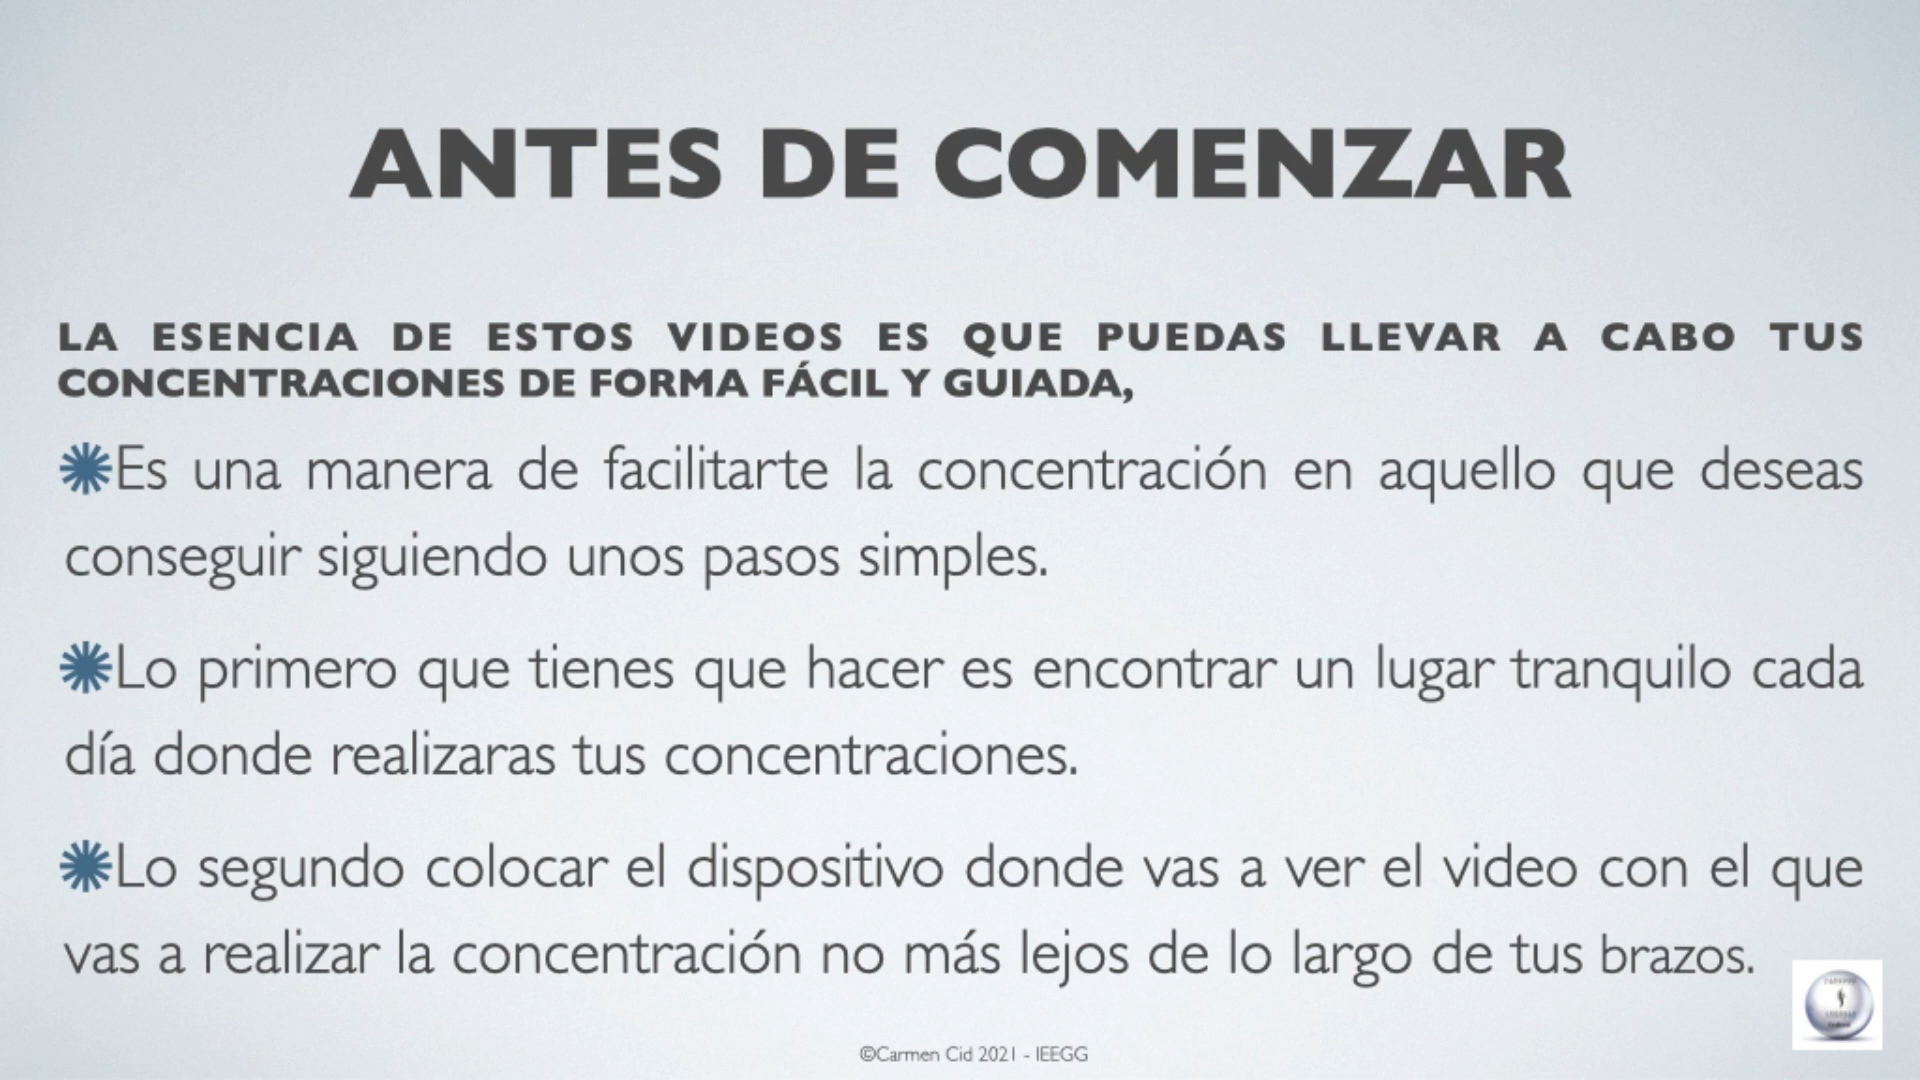 ANTES DE COMENZAR
LA ESENCIA DE ESTOS VIDEOS ES QUE PUEDAS LLEVAR A CABO TUS
CONCENTRACIONES DE FORMA FÁCIL Y GUIADA,
Es una manera de facilitarte la concentración en aquello que deseas
conseguir siguiendo unos pasos simples.
Lo primero que tienes que hacer es encontrar un lugar tranquilo cada
día donde realizaras tus concentraciones.
Lo segundo colocar el dispositivo donde vas a ver el video con el que
vas a realizar la concentración no más lejos de lo largo de tus brazos.
©Carmen Cid 2021 - IEEGG